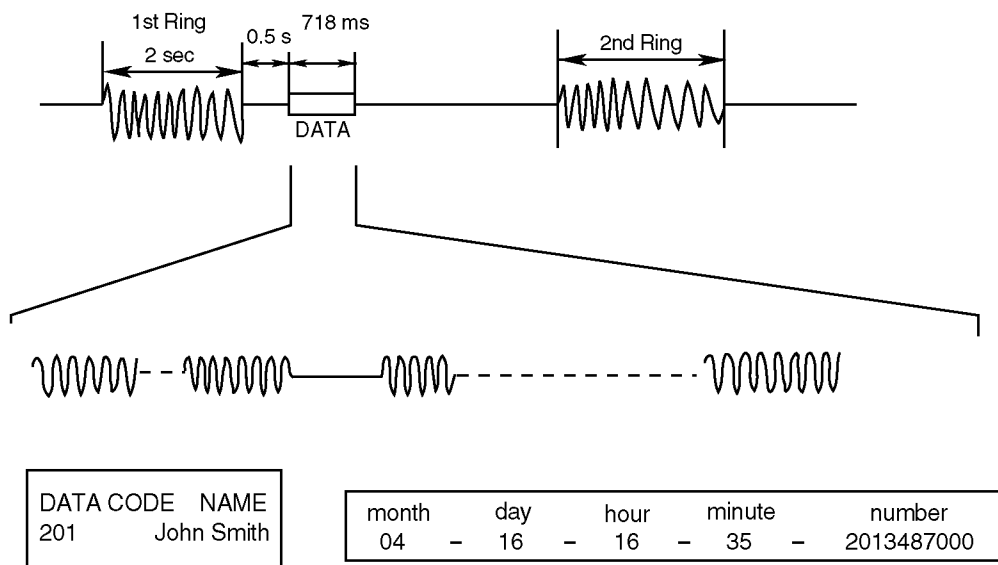 1st Ring
2 sec
0.5 s
718 ms
2nd Ring
DATA
DATA CODE NAME
201 John Smith
month day hour minute number
04 – 16 – 16 – 35 – 2013487000